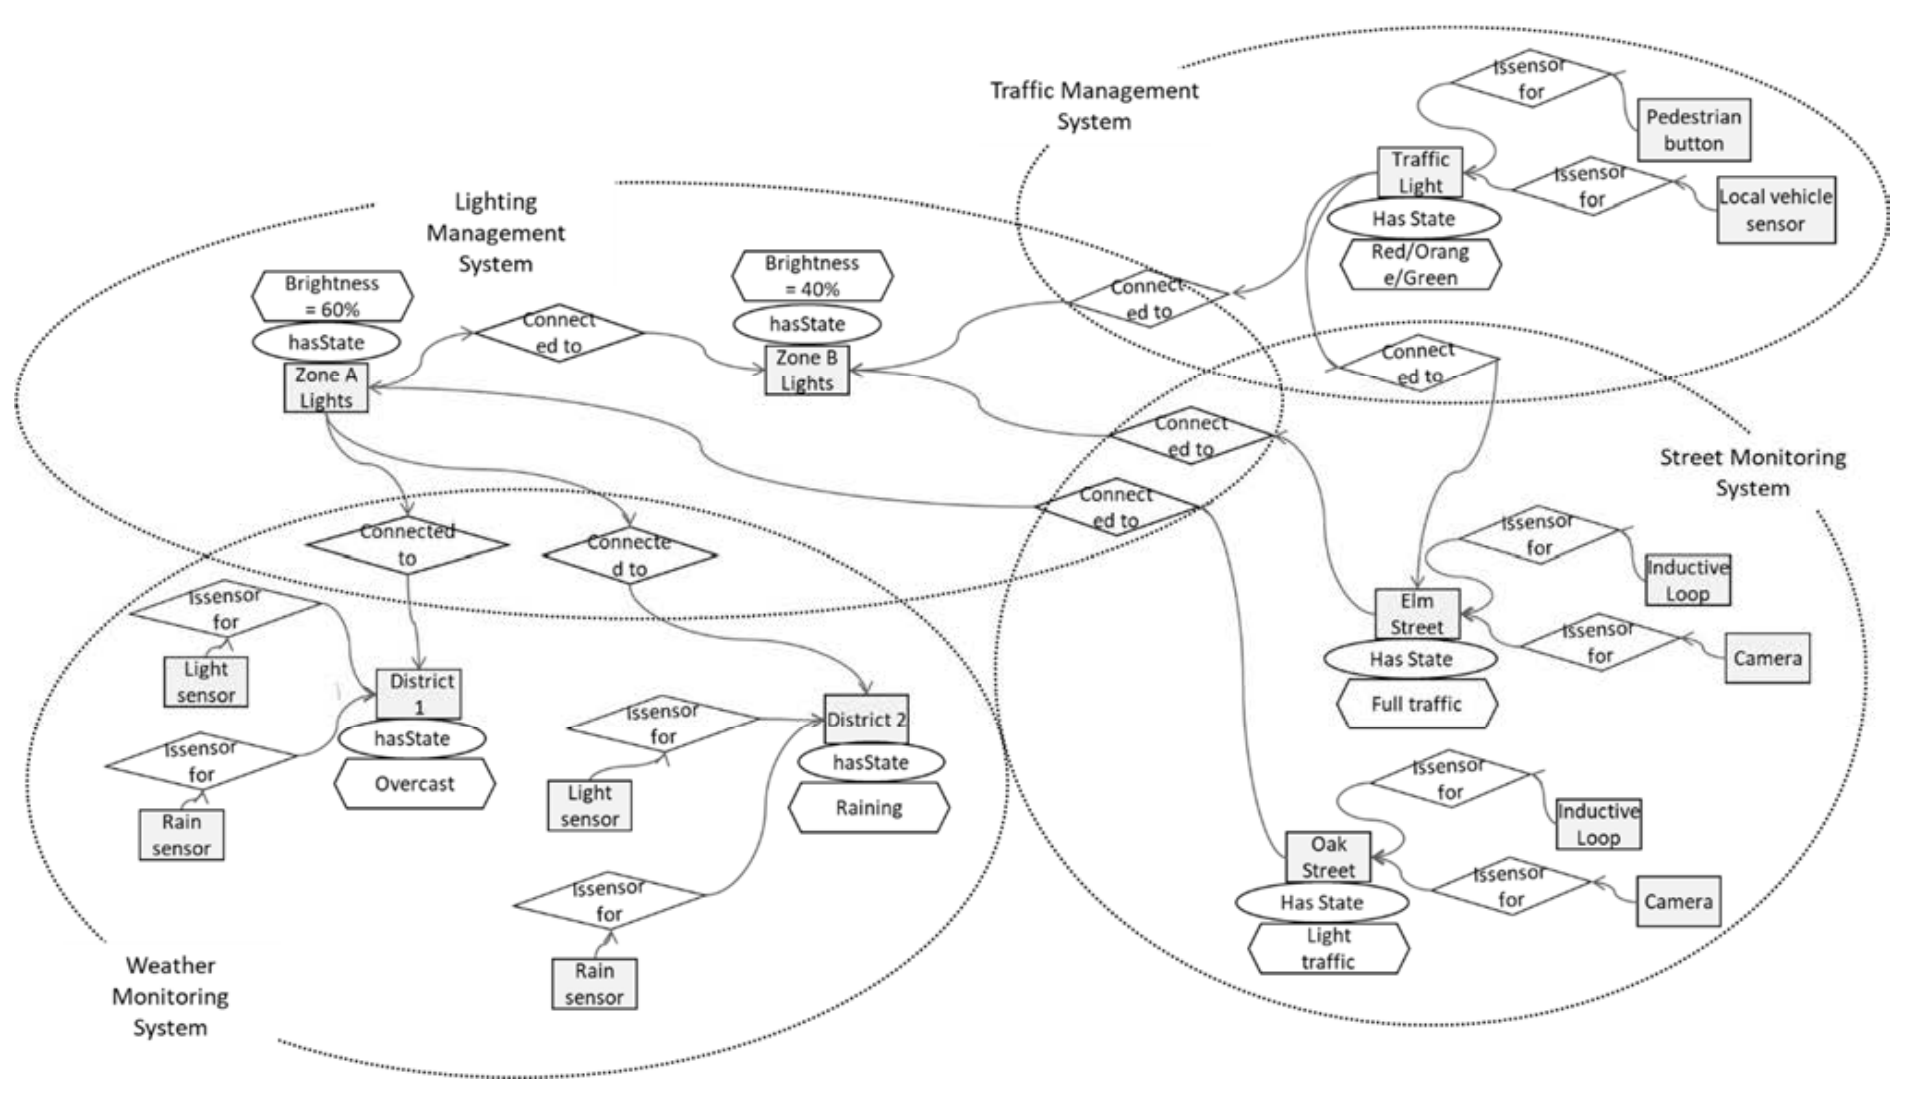 Traffic Management
System
Issensor
for
Pedestrian
button
Traffic
Light
Issensor
for
Local vehicle
sensor
Has State
Red/Orang
e/Green
Lighting
Management
System
Brightness
= 60%
hasState
Zone A
Lights
Connect
ed to
Brightness
= 40%
hasState
Zone B
Lights
Connect
ed to
Connect
ed to
Connect
ed to
Connect
ed to
Street Monitoring
System
Issensor
for
Inductive
Loop
Elm
Street
Issensor
for
Camera
Has State
Full traffic
Connected
to
Connecte
d to
Issensor
for
Light
sensor
District
1
hasState
Overcast
Issensor
for
Rain
sensor
Issensor
for
District 2
hasState
Raining
Light
sensor
Issensor
for
Rain
sensor
Issensor
for
Inductive
Loop
Oak
Street
Issensor
for
Camera
Has State
Light
traffic
Weather
Monitoring
System